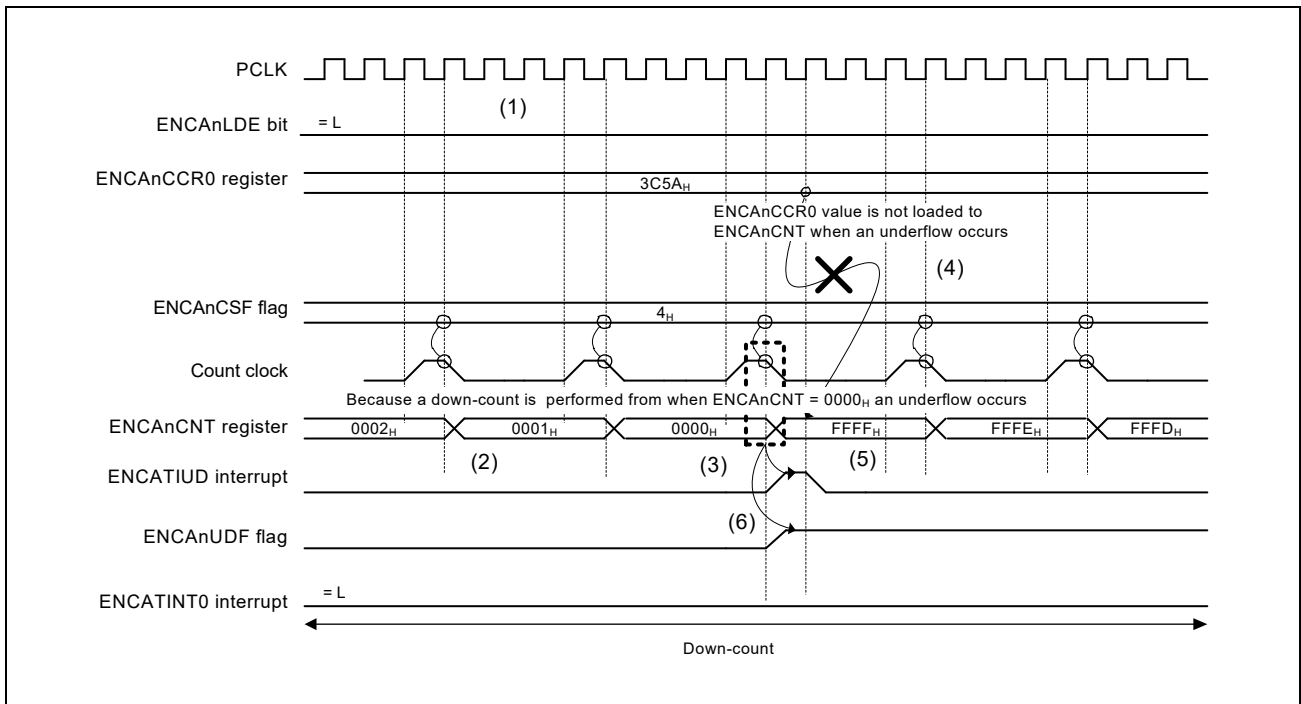 PCLK
(1)
ENCAnLDE bit
= L
ENCAnCCR0 register
3C5AH
ENCAnCCR0 value is not loaded to
ENCAnCNT when an underflow occurs
(4)
ENCAnCSF flag
4H
Count clock
Because a down-count is performed from when ENCAnCNT = 0000H an underflow occurs
ENCAnCNT register
0002H 0001H 0000H FFFFH FFFEH FFFDH
(2) (3) (5)
ENCATIUD interrupt
(6)
ENCAnUDF flag
= L
ENCATINT0 interrupt
Down-count